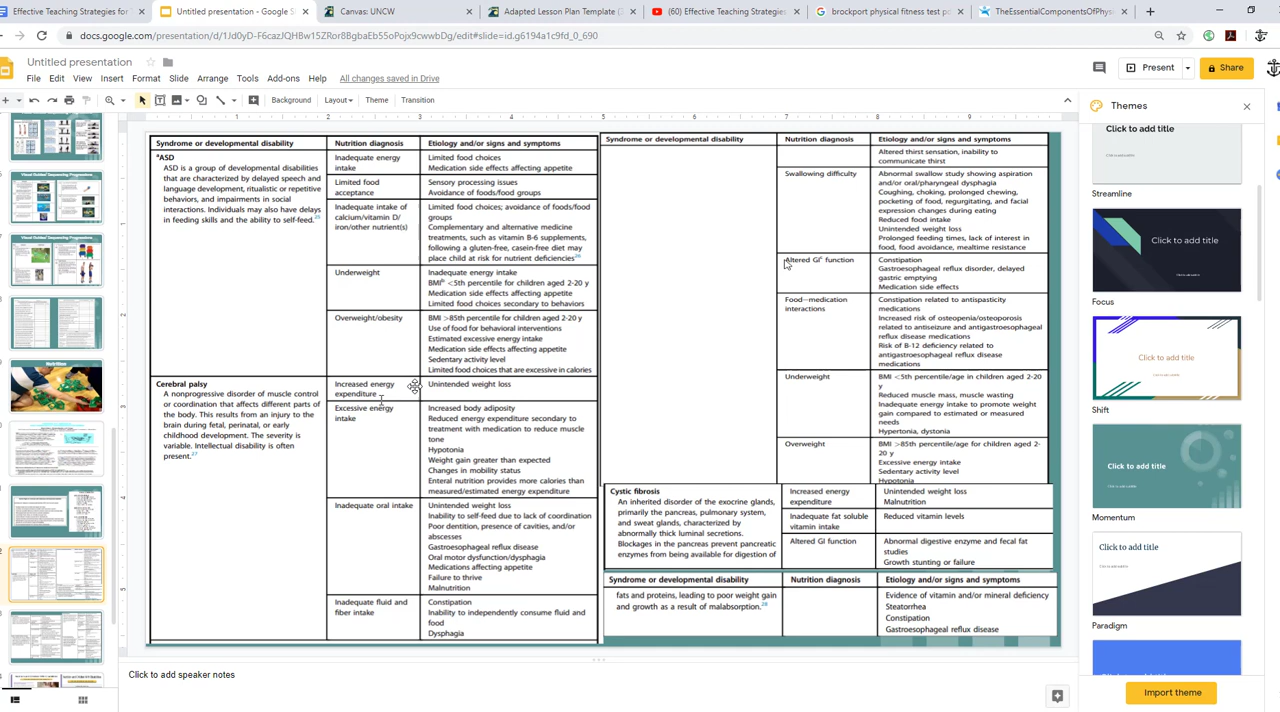 Effective Teaching Strategies for
Untitled presentation - Google S
Canvas: UNCW
Adapted Lesson Plan Template (
(60) Effective Teaching Strategies
brockport physical fitness test p
TheEssentialComponentsOfPhys
docs.google.com/presentation/d/1Jd0yD-F6cazJQHBw15ZRor8BgbaEb55oPojx9cwwbDg/edit#slide=id.g6194a1c9fd_0_690
Untitled presentation
File Edit View Insert Format Slide Arrange Tools Add-ons Help All changes saved in Drive
Present
Share
Background Layout Theme Transition
Themes
Syndrome or developmental disability Nutrition diagnosis Etiology and/or signs and symptoms
aASD
ASD is a group of developmental disabilities
that are characterized by delayed speech and
language development, ritualistic or repetitive
behaviors, and impairments in social
interactions. Individuals may also have delays
in feeding skills and the ability to self-feed.25
Inadequate energy
intake
Limited food choices
Medication side effects affecting appetite
Limited food
acceptance
Sensory processing issues
Avoidance of foods/food groups
Inadequate intake of
calcium/vitamin D/
iron/other nutrient(s)
Limited food choices; avoidance of foods/food
groups
Complementary and alternative medicine
treatments, such as vitamin B-6 supplements,
following a gluten-free, casein-free diet may
place child at risk for nutrient deficiencies26
Underweight
Inadequate energy intake
BMIb <5th percentile for children aged 2-20 y
Medication side effects affecting appetite
Limited food choices secondary to behaviors
Overweight/obesity
BMI >85th percentile for children aged 2-20 y
Use of food for behavioral interventions
Estimated excessive energy intake
Medication side effects affecting appetite
Sedentary activity level
Limited food choices that are excessive in calories
Cerebral palsy
A nonprogressive disorder of muscle control
or coordination that affects different parts of
the body. This results from an injury to the
brain during fetal, perinatal, or early
childhood development. The severity is
variable. Intellectual disability is often
present.27
Increased energy
expenditure
Unintended weight loss
Excessive energy
intake
Increased body adiposity
Reduced energy expenditure secondary to
treatment with medication to reduce muscle
tone
Hypotonia
Weight gain greater than expected
Changes in mobility status
Enteral nutrition provides more calories than
measured/estimated energy expenditure
Inadequate oral intake
Unintended weight loss
Inability to self-feed due to lack of coordination
Poor dentition, presence of cavities, and/or
abscesses
Gastroesophageal reflux disease
Oral motor dysfunction/dysphagia
Medications affecting appetite
Failure to thrive
Malnutrition
Inadequate fluid and
fiber intake
Constipation
Inability to independently consume fluid and
food
Dysphagia
Syndrome or developmental disability Nutrition diagnosis Etiology and/or signs and symptoms
Altered thirst sensation, inability to
communicate thirst
Swallowing difficulty
Abnormal swallow study showing aspiration
and/or oral/pharyngeal dysphagia
Coughing, choking, prolonged chewing,
pocketing of food, regurgitating, and facial
expression changes during eating
Reduced food intake
Unintended weight loss
Prolonged feeding times, lack of interest in
food, food avoidance, mealtime resistance
Altered GIc function
Constipation
Gastroesophageal reflux disorder, delayed
gastric emptying
Medication side effects
Food—medication
interactions
Constipation related to antispasticity
medications
Increased risk of osteopenia/osteoporosis
related to antiseizure and antigastroesophageal
reflux disease medications
Risk of B-12 deficiency related to
antigastroesophageal reflux disease
medications
Underweight
BMI <5th percentile/age in children aged 2-20
y
Reduced muscle mass, muscle wasting
Inadequate energy intake to promote weight
gain compared to estimated or measured
needs
Hypertonia, dystonia
Overweight
BMI >85th percentile/age for children aged 2-
20 y
Excessive energy intake
Sedentary activity level
Hypotonia
Cystic fibrosis
An inherited disorder of the exocrine glands,
primarily the pancreas, pulmonary system,
and sweat glands, characterized by
abnormally thick luminal secretions.
Blockages in the pancreas prevent pancreatic
enzymes from being available for digestion of
Increased energy
expenditure
Unintended weight loss
Malnutrition
Inadequate fat soluble
vitamin intake
Reduced vitamin levels
Altered GI function
Abnormal digestive enzyme and fecal fat
studies
Growth stunting or failure
Syndrome or developmental disability Nutrition diagnosis Etiology and/or signs and symptoms
fats and proteins, leading to poor weight gain
and growth as a result of malabsorption.28
Evidence of vitamin and/or mineral deficiency
Steatorrhea
Constipation
Gastroesophageal reflux disease
Click to add speaker notes
Click to add title
Streamline
Click to add title
Focus
Click to add title
Shift
Click to add title
Momentum
Click to add title
Paradigm
Import theme